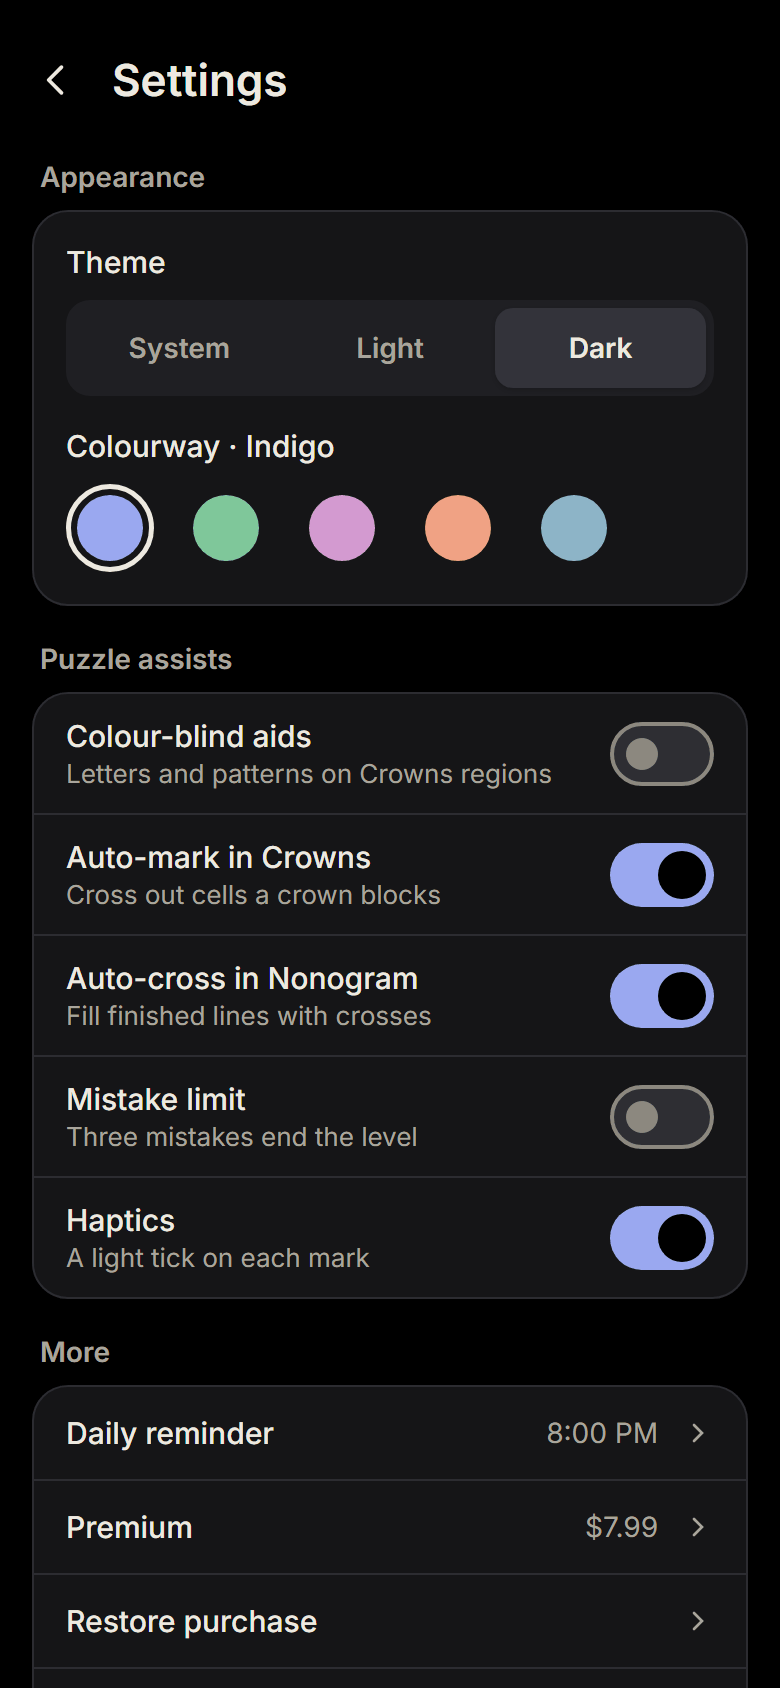 Settings
Appearance
Theme
System Light Dark
Colourway · Indigo
Puzzle assists
Colour-blind aids
Letters and patterns on Crowns regions
Auto-mark in Crowns
Cross out cells a crown blocks
Auto-cross in Nonogram
Fill finished lines with crosses
Mistake limit
Three mistakes end the level
Haptics
A light tick on each mark
More
Daily reminder 8:00 PM
Premium $7.99
Restore purchase